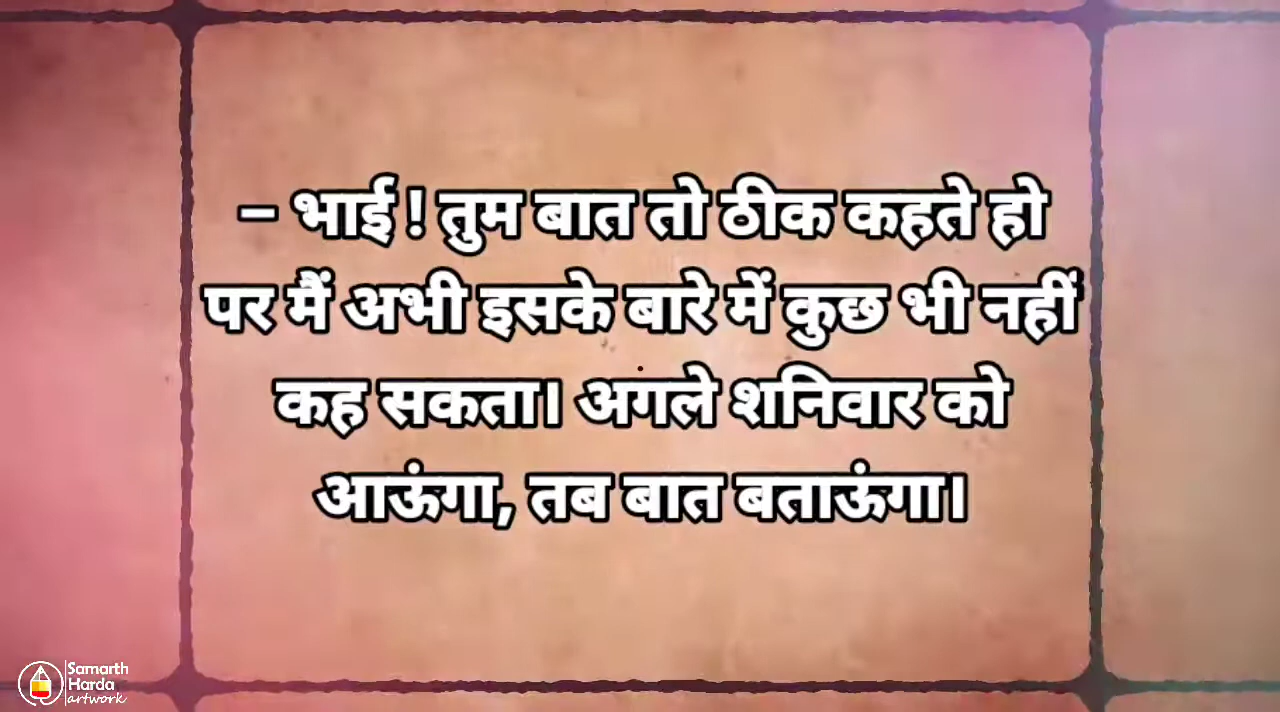 – भाई ! तुम बात तो ठीक कहते हो
पर मैं अभी इसके बारे में कुछ भी नहीं
कह सकता। अगले शनिवार को
आऊंगा, तब बात बताऊंगा।
Samarth
Harda
artwork